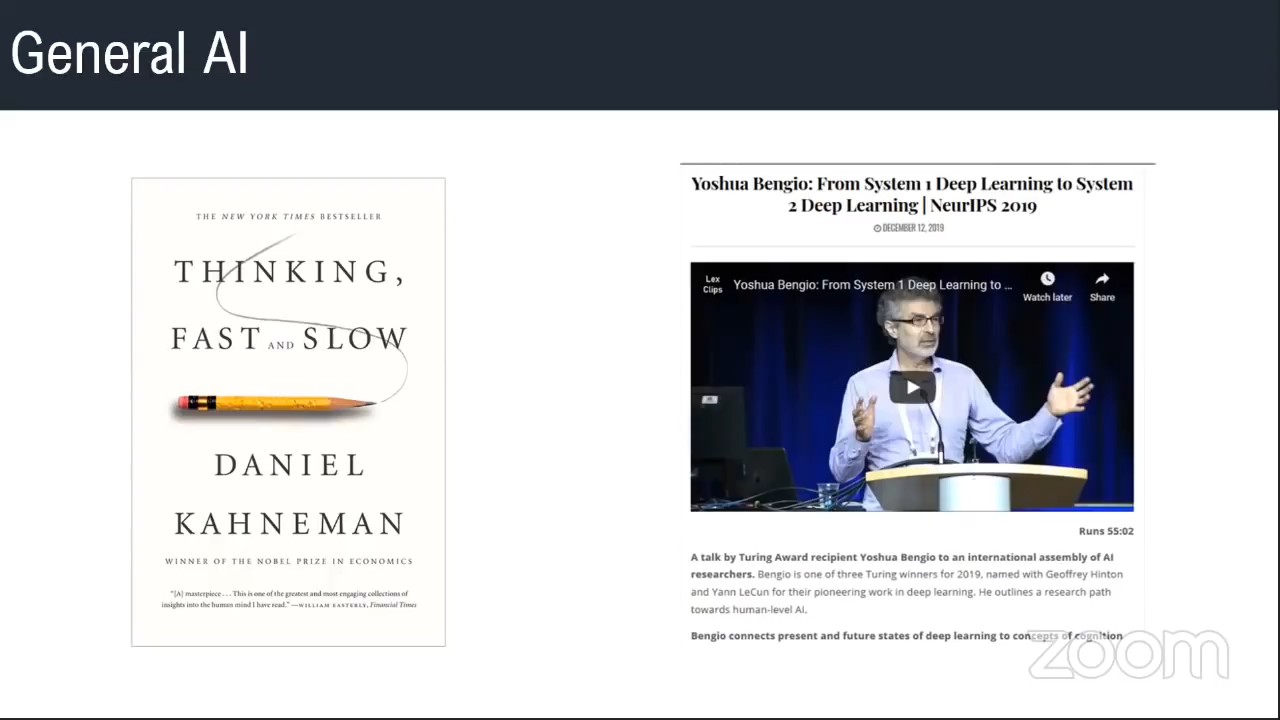 General AI
THE NEW YORK TIMES BESTSELLER
THINKING,
FAST AND SLOW
DANIEL
KAHNEMAN
WINNER OF THE NOBEL PRIZE IN ECONOMICS
"[A] masterpiece . . . This is one of the greatest and most engaging collections of
insights into the human mind I have read." —WILLIAM EASTERLY, Financial Times
Yoshua Bengio: From System 1 Deep Learning to System
2 Deep Learning | NeurIPS 2019
DECEMBER 12, 2019
Lex
Clips
Yoshua Bengio: From System 1 Deep Learning to ...
Watch later
Share
Runs 55:02
A talk by Turing Award recipient Yoshua Bengio to an international assembly of AI
researchers. Bengio is one of three Turing winners for 2019, named with Geoffrey Hinton
and Yann LeCun for their pioneering work in deep learning. He outlines a research path
towards human-level AI.
Bengio connects present and future states of deep learning to concepts of cognition
zoom